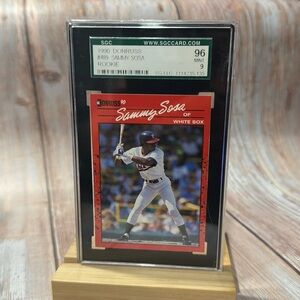 SGC
WWW.SGCCARD.COM
1990 DONRUSS
#489 SAMMY SOSA
ROOKIE
96
MINT
9
DONRUSS 90
Sammy Sosa
OF
WHITE SOX